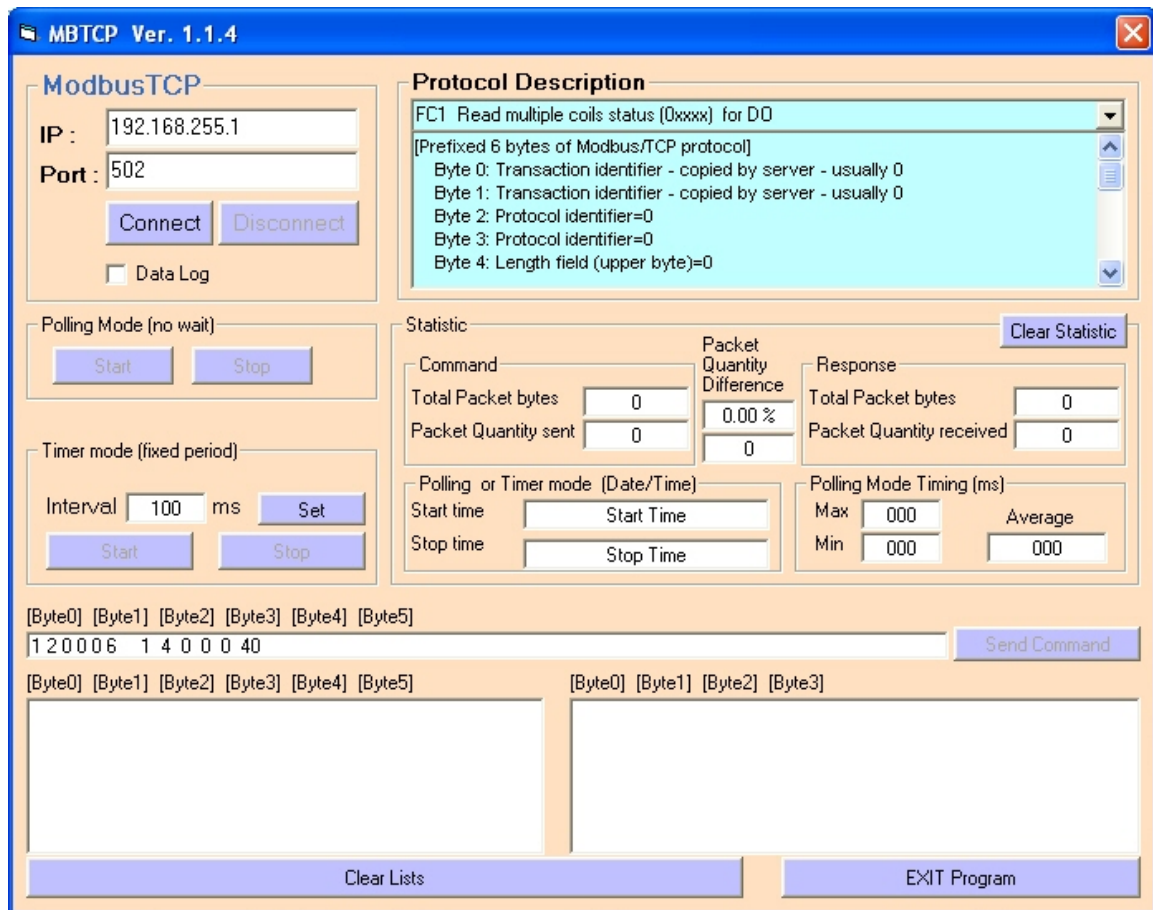 MBTCP Ver. 1.1.4
ModbusTCP
IP :
192.168.255.1
Port :
502
Connect
Disconnect
Data Log
Protocol Description
FC1 Read multiple coils status (0xxxx) for DO
[Prefixed 6 bytes of Modbus/TCP protocol]
Byte 0: Transaction identifier - copied by server - usually 0
Byte 1: Transaction identifier - copied by server - usually 0
Byte 2: Protocol identifier=0
Byte 3: Protocol identifier=0
Byte 4: Length field (upper byte)=0
Polling Mode (no wait)
Start
Stop
Timer mode (fixed period)
Interval 100 ms Set
Start
Stop
Statistic
Clear Statistic
Command
Total Packet bytes 0
Packet Quantity sent 0
Packet
Quantity
Difference
0.00 %
0
Response
Total Packet bytes 0
Packet Quantity received 0
Polling or Timer mode (Date/Time)
Start time Start Time
Stop time Stop Time
Polling Mode Timing (ms)
Max 000
Min 000
Average
000
[Byte0] [Byte1] [Byte2] [Byte3] [Byte4] [Byte5]
1 2 0 0 0 6 1 4 0 0 0 40
Send Command
[Byte0] [Byte1] [Byte2] [Byte3] [Byte4] [Byte5]
[Byte0] [Byte1] [Byte2] [Byte3]
Clear Lists
EXIT Program